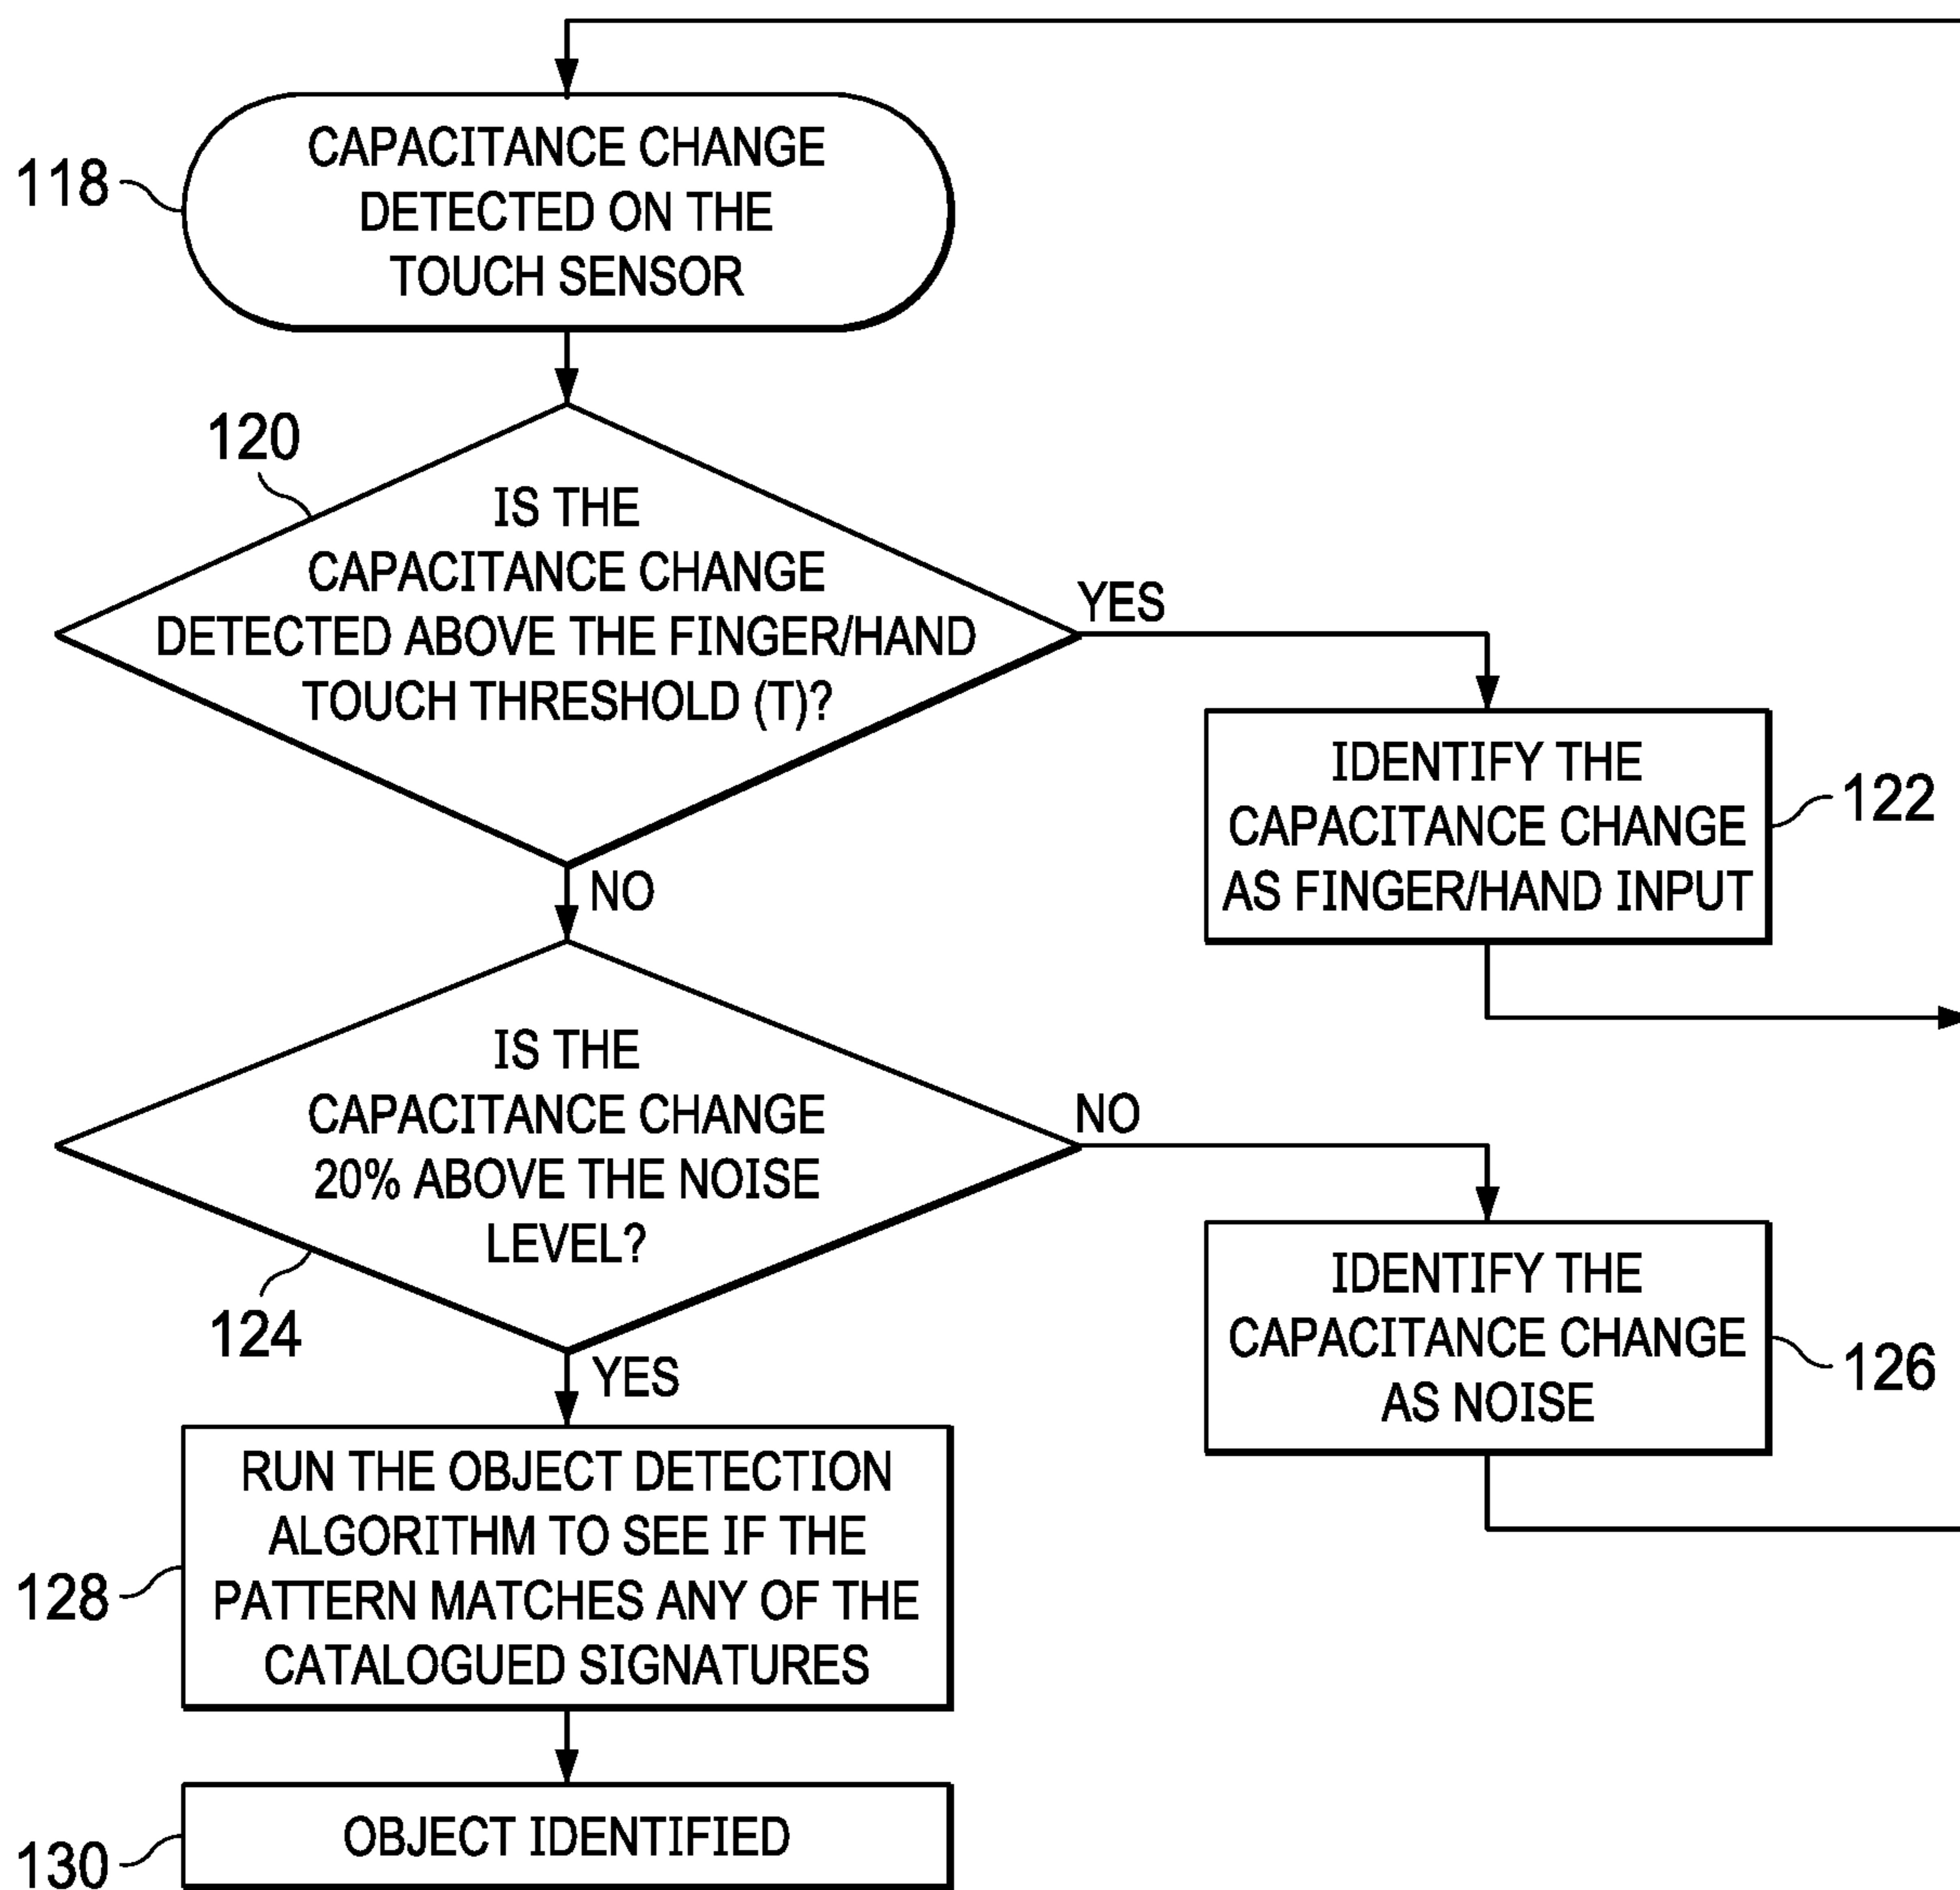 118
CAPACITANCE CHANGE
DETECTED ON THE
TOUCH SENSOR
120
IS THE
CAPACITANCE CHANGE
DETECTED ABOVE THE FINGER/HAND
TOUCH THRESHOLD (T)?
YES
IDENTIFY THE
CAPACITANCE CHANGE
AS FINGER/HAND INPUT
122
NO
IS THE
CAPACITANCE CHANGE
20% ABOVE THE NOISE
LEVEL?
124
NO
IDENTIFY THE
CAPACITANCE CHANGE
AS NOISE
126
YES
RUN THE OBJECT DETECTION
ALGORITHM TO SEE IF THE
PATTERN MATCHES ANY OF THE
CATALOGUED SIGNATURES
128
OBJECT IDENTIFIED
130